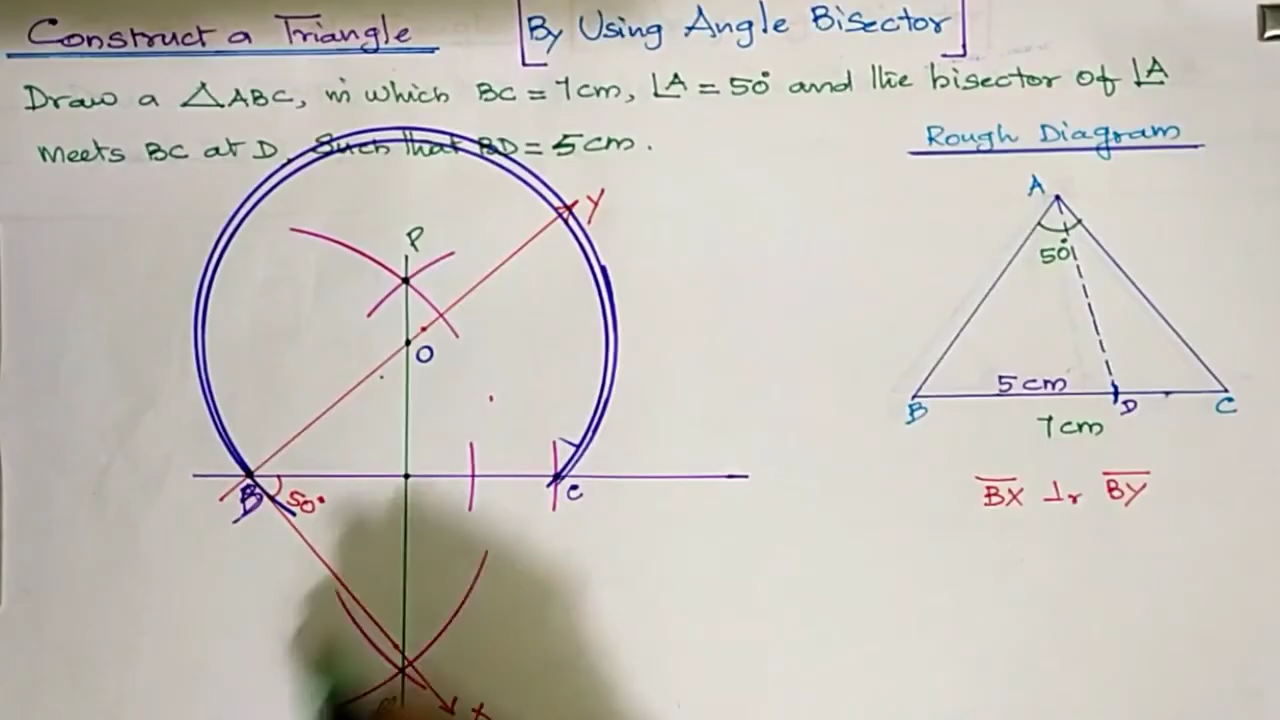 Construct a Triangle [By Using Angle Bisector]
Draw a △ABC, in which BC = 7cm, ∠A = 50° and the bisector of ∠A
meets BC at D, Such that BD = 5cm.
Rough Diagram
A
50°
5cm
B D C
7cm
BX ⊥r BY
Y
P
O
B 50° C
X